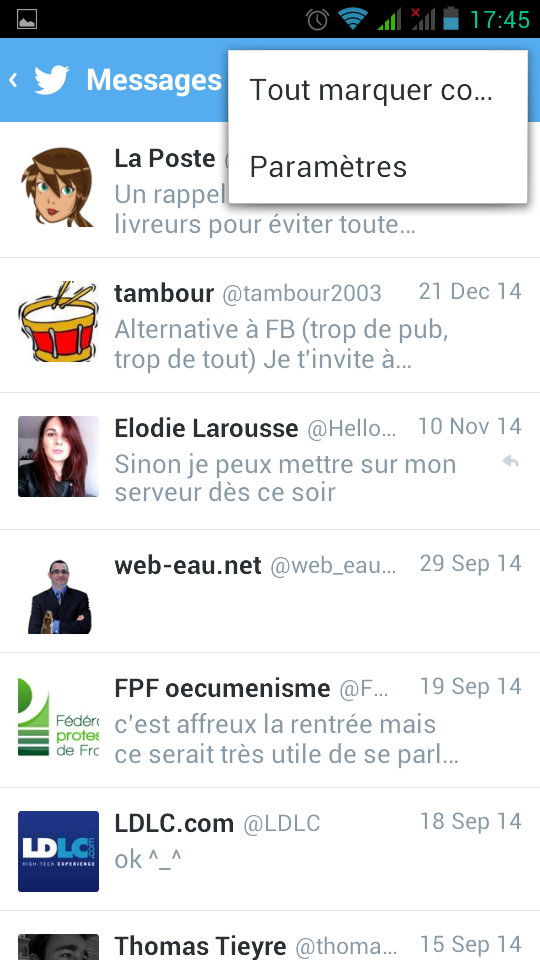 17:45
Messages
Tout marquer co...
Paramètres
La Poste
Un rappel
livreurs pour éviter toute...
tambour @tambour2003 21 Dec 14
Alternative à FB (trop de pub,
trop de tout) Je t'invite à...
Elodie Larousse @Hello... 10 Nov 14
Sinon je peux mettre sur mon
serveur dès ce soir
web-eau.net @web_eau... 29 Sep 14
FPF oecumenisme @F... 19 Sep 14
c'est affreux la rentrée mais
ce serait très utile de se parl...
Fédéro
protes
de Fra
LDLC.com @LDLC 18 Sep 14
ok ^_^
LDLC.com
HIGH-TECH EXPERIENCE
Thomas Tieyre @thoma... 15 Sep 14